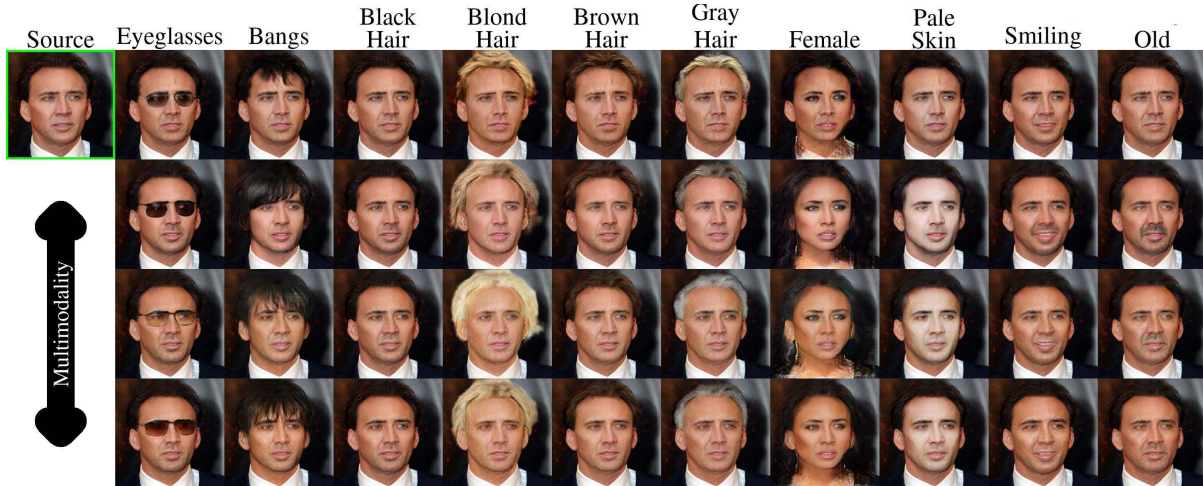 Source
Eyeglasses
Bangs
Black
Hair
Blond
Hair
Brown
Hair
Gray
Hair
Female
Pale
Skin
Smiling
Old
Multimodality